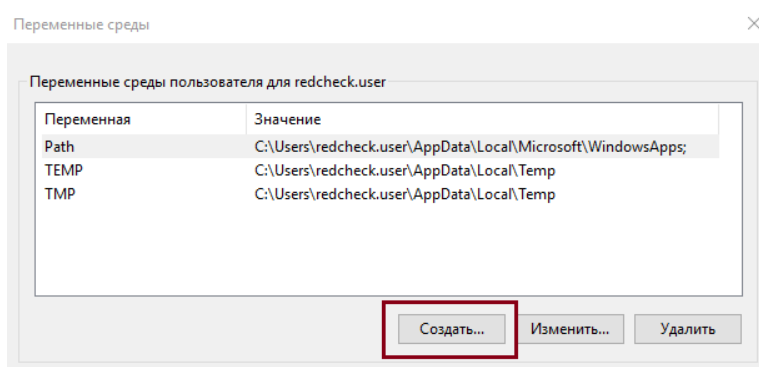 Переменные среды
Переменные среды пользователя для redcheck.user
Переменная Значение
Path C:\Users\redcheck.user\AppData\Local\Microsoft\WindowsApps;
TEMP C:\Users\redcheck.user\AppData\Local\Temp
TMP C:\Users\redcheck.user\AppData\Local\Temp
Создать... Изменить... Удалить